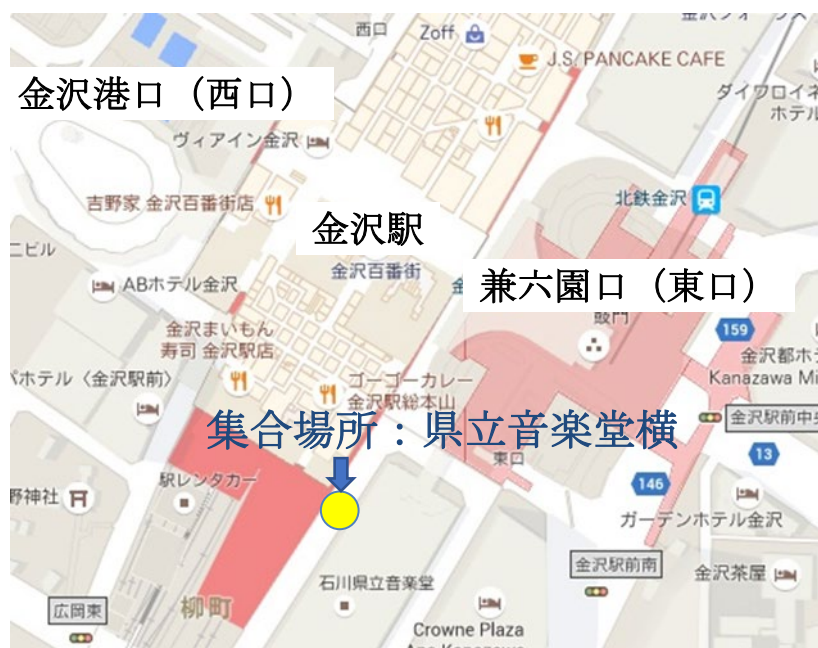 西口
Zoff
J.S. PANCAKE CAFE
金沢港口（西口）
ダイワロイネ
ホテル
ヴィアイン金沢
北鉄金沢
吉野家 金沢百番街店
金沢駅
金沢百番街
ニビル
ABホテル金沢
兼六園口（東口）
鼓門
159
金沢まいもん
寿司 金沢駅店
金沢都ホテ
Kanazawa Mi
ホテル〈金沢駅前〉
ゴーゴーカレー
金沢駅総本山
金沢駅前中央
集合場所：県立音楽堂横
東口
13
駅レンタカー
146
野神社
ガーデンホテル金沢
金沢駅前南
金沢茶屋
石川県立音楽堂
広岡東
柳町
Crowne Plaza